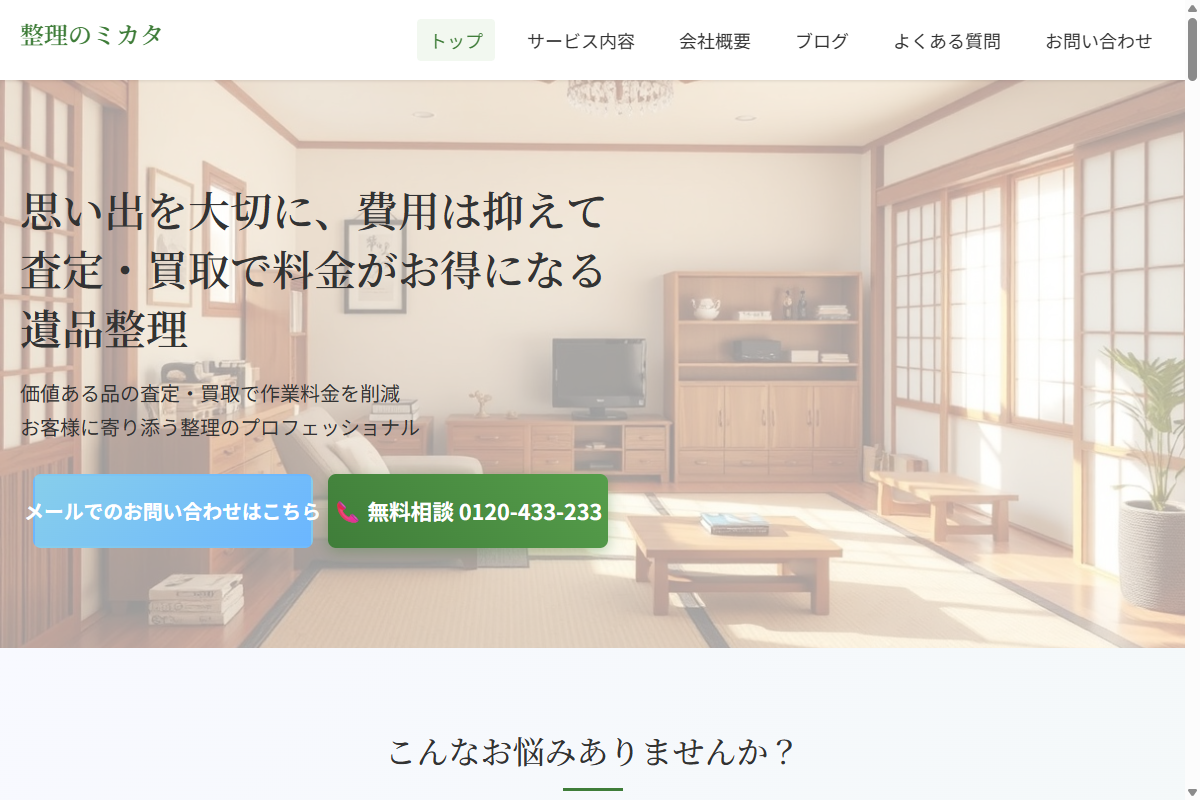 整理のミカタ
トップ
サービス内容
会社概要
ブログ
よくある質問
お問い合わせ
思い出を大切に、費用は抑えて
査定・買取で料金がお得になる
遺品整理
価値ある品の査定・買取で作業料金を削減
お客様に寄り添う整理のプロフェッショナル
メールでのお問い合わせはこちら
📞 無料相談 0120-433-233
こんなお悩みありませんか？